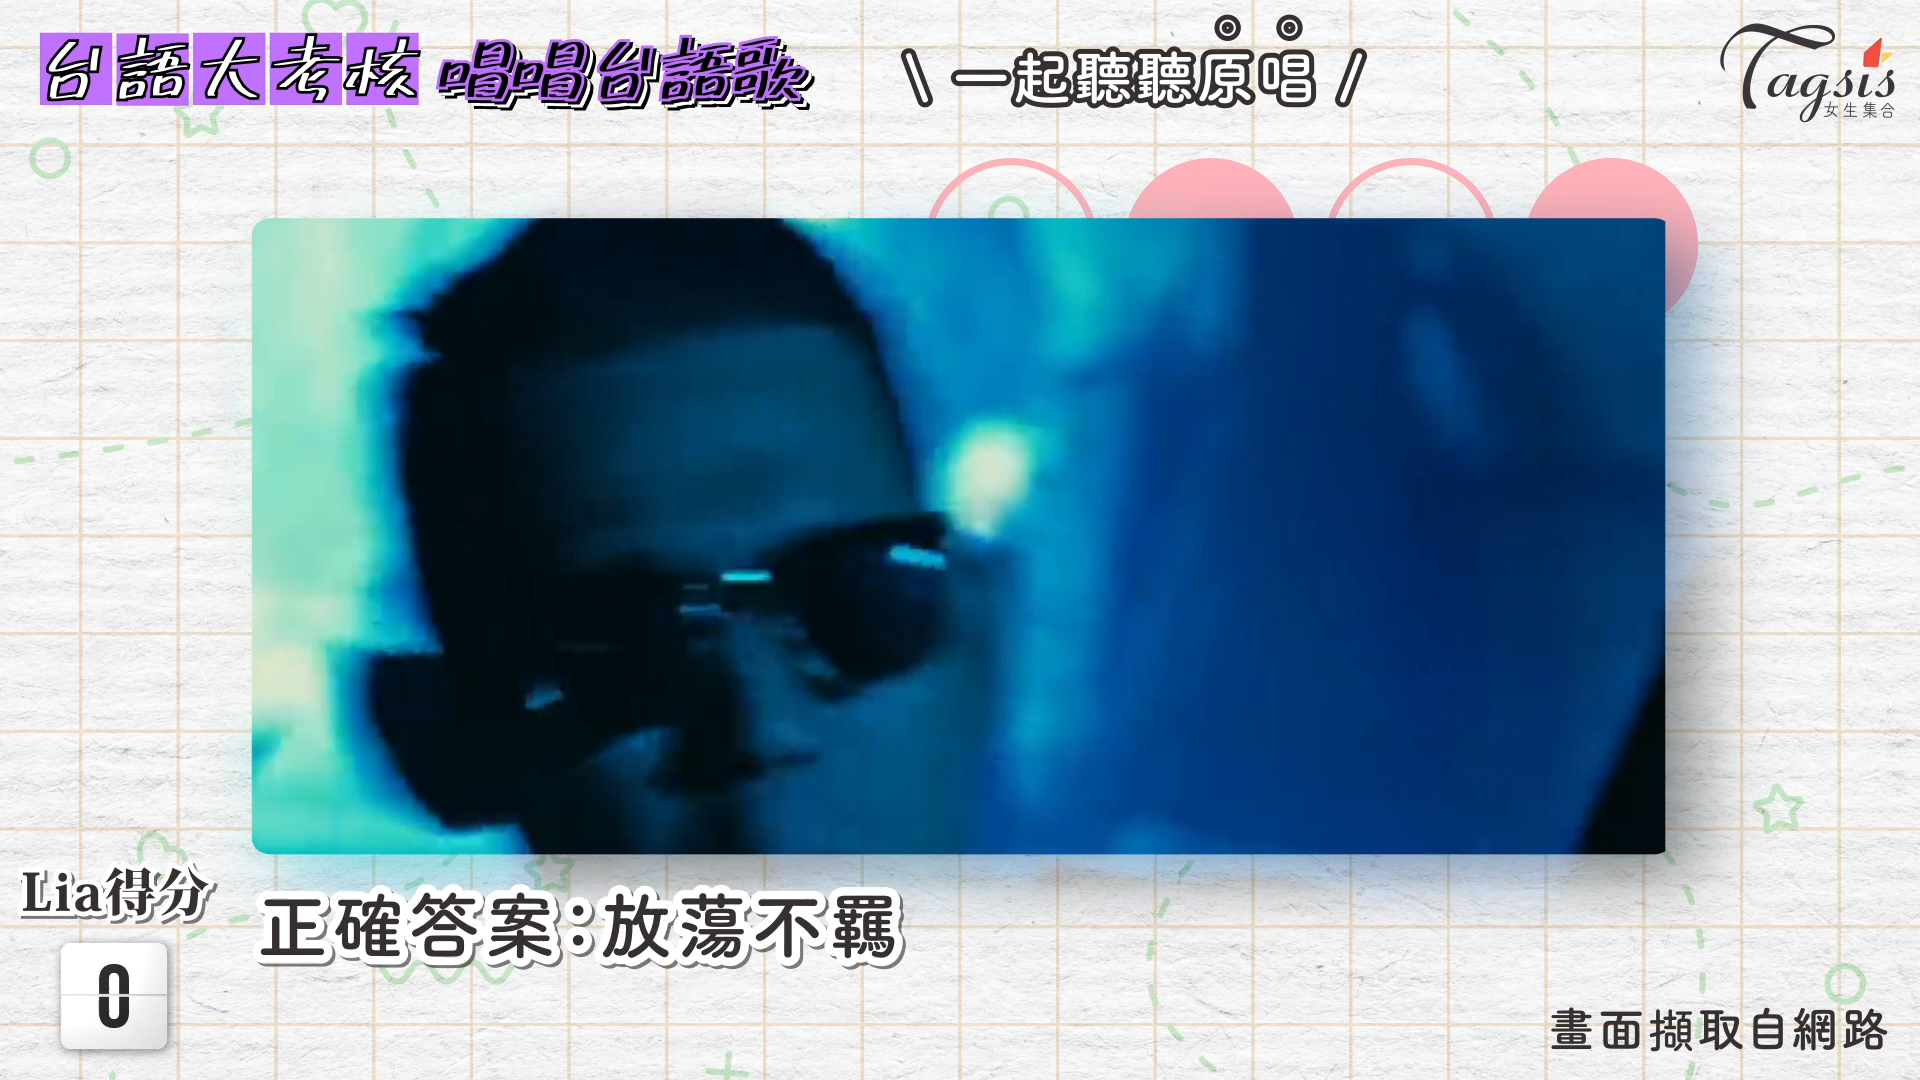 台語大考核 唱唱台語歌
\ 一起聽聽原唱 /
Tagsis
女生集合
Lia得分
0
正確答案:放蕩不羈
畫面擷取自網路